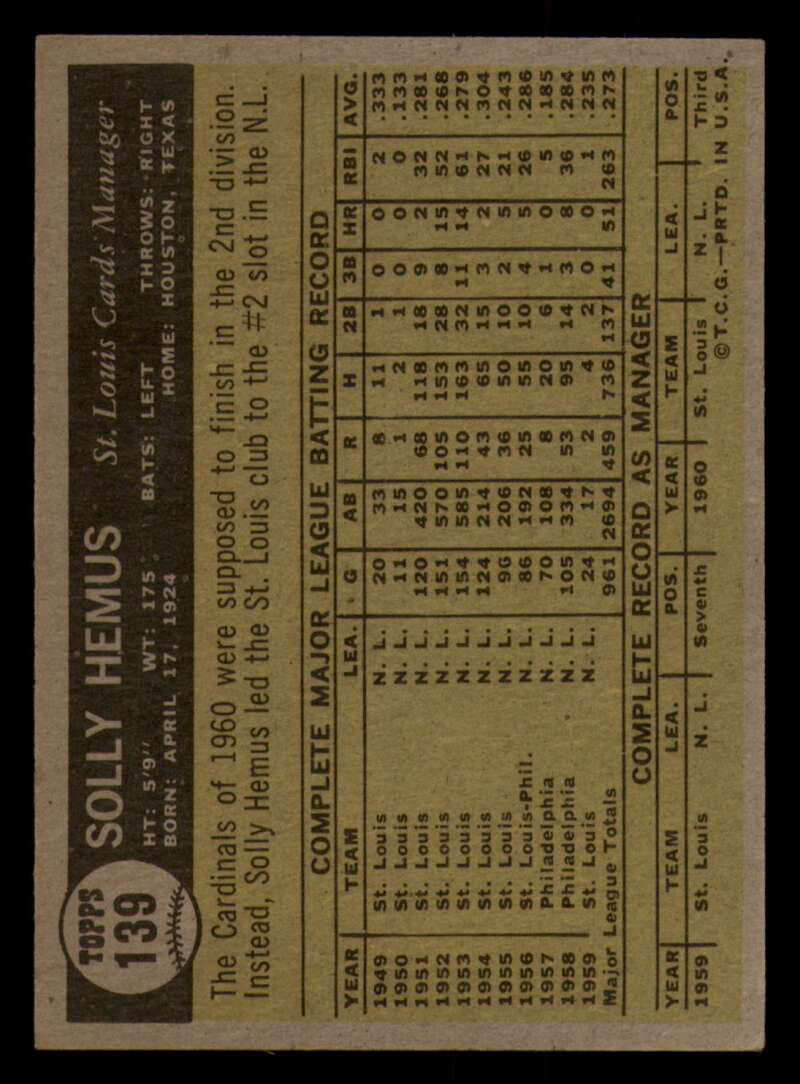 TOPPS
139
SOLLY HEMUS St. Louis Cards Manager
HT: 5'9" WT: 175 BATS: LEFT THROWS: RIGHT
BORN: APRIL 17, 1924 HOME: HOUSTON, TEXAS
The Cardinals of 1960 were supposed to finish in the 2nd division.
Instead, Solly Hemus led the St. Louis club to the #2 slot in the N.L.
COMPLETE MAJOR LEAGUE BATTING RECORD
YEAR TEAM LEA. G AB R H 2B 3B HR RBI AVG.
1949 St. Louis N. L. 20 33 8 11 1 0 0 2 .333
1950 St. Louis N. L. 11 15 1 2 1 0 0 0 .133
1951 St. Louis N. L. 120 420 68 118 18 9 2 32 .281
1952 St. Louis N. L. 151 570 105 153 28 8 15 52 .268
1953 St. Louis N. L. 154 585 110 163 32 11 14 61 .279
1954 St. Louis N. L. 124 214 43 65 15 3 2 27 .304
1955 St. Louis N. L. 96 206 36 50 10 2 5 21 .243
1956 St. Louis-Phil. N. L. 86 192 25 55 10 4 5 26 .286
1957 Philadelphia N. L. 70 108 8 20 6 1 0 5 .185
1958 Philadelphia N. L. 105 334 53 95 14 3 8 36 .284
1959 St. Louis N. L. 24 17 2 4 2 0 0 1 .235
Major League Totals 961 2694 459 736 137 41 51 263 .273
COMPLETE RECORD AS MANAGER
YEAR TEAM LEA. POS. YEAR TEAM LEA. POS.
1959 St. Louis N. L. Seventh 1960 St. Louis N. L. Third
©T.C.G.—PRTD. IN U.S.A.